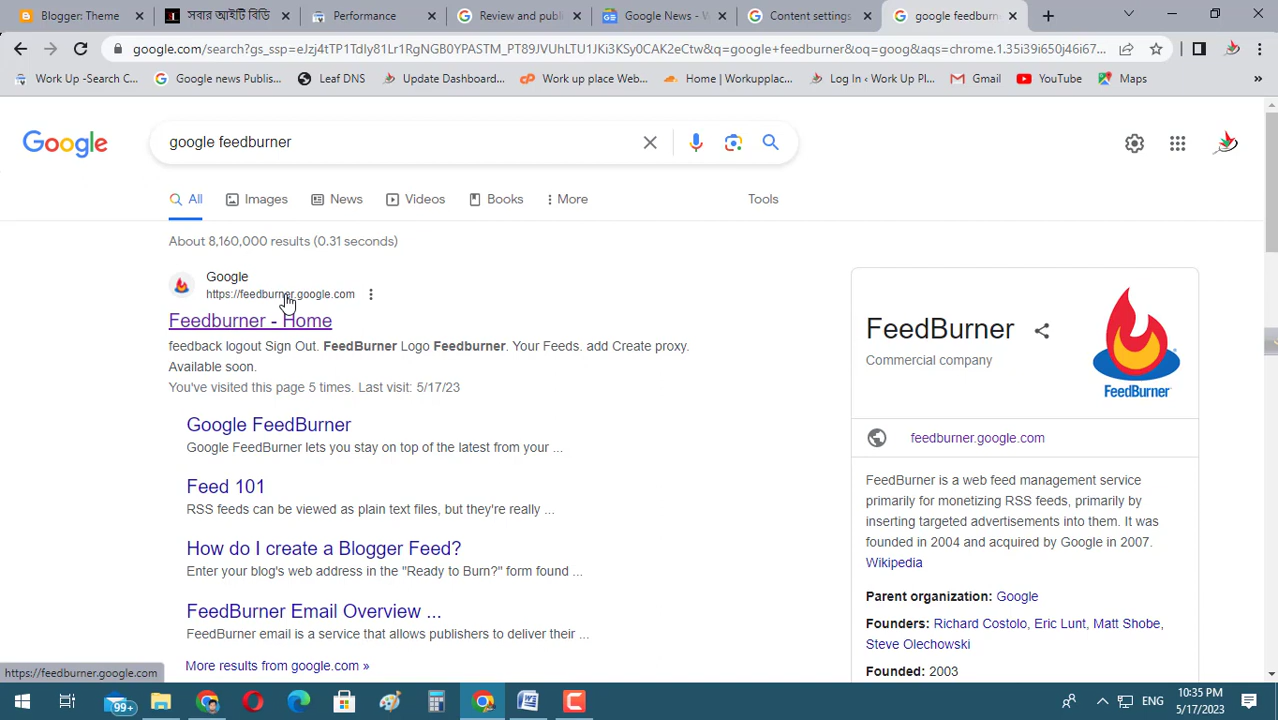 Blogger: Theme
সবার আইটি বিডি
Performance
Review and publ
Google News - W
Content settings
google feedburn
google.com/search?gs_ssp=eJzj4tTP1TdIy81Lr1RgNGB0YPASTM_PT89JVUhLTU1JKi3KSy0CAK2eCtw&q=google+feedburner&oq=goog&aqs=chrome.1.35i39i650j46i67...
Work Up -Search C...
Google news Publis...
Leaf DNS
Update Dashboard...
Work up place Web...
Home | Workupplac...
Log In ‹ Work Up Pl...
Gmail
YouTube
Maps
»
Google
google feedburner
All
Images
News
Videos
Books
More
Tools
About 8,160,000 results (0.31 seconds)
Google
https://feedburner.google.com
Feedburner - Home
feedback logout Sign Out. FeedBurner Logo Feedburner. Your Feeds. add Create proxy.
Available soon.
You've visited this page 5 times. Last visit: 5/17/23
Google FeedBurner
Google FeedBurner lets you stay on top of the latest from your ...
Feed 101
RSS feeds can be viewed as plain text files, but they're really ...
How do I create a Blogger Feed?
Enter your blog's web address in the "Ready to Burn?" form found ...
FeedBurner Email Overview ...
FeedBurner email is a service that allows publishers to deliver their ...
More results from google.com »
FeedBurner
Commercial company
FeedBurner
feedburner.google.com
FeedBurner is a web feed management service
primarily for monetizing RSS feeds, primarily by
inserting targeted advertisements into them. It was
founded in 2004 and acquired by Google in 2007.
Wikipedia
Parent organization: Google
Founders: Richard Costolo, Eric Lunt, Matt Shobe,
Steve Olechowski
Founded: 2003
https://feedburner.google.com
99+
ENG
10:35 PM
5/17/2023